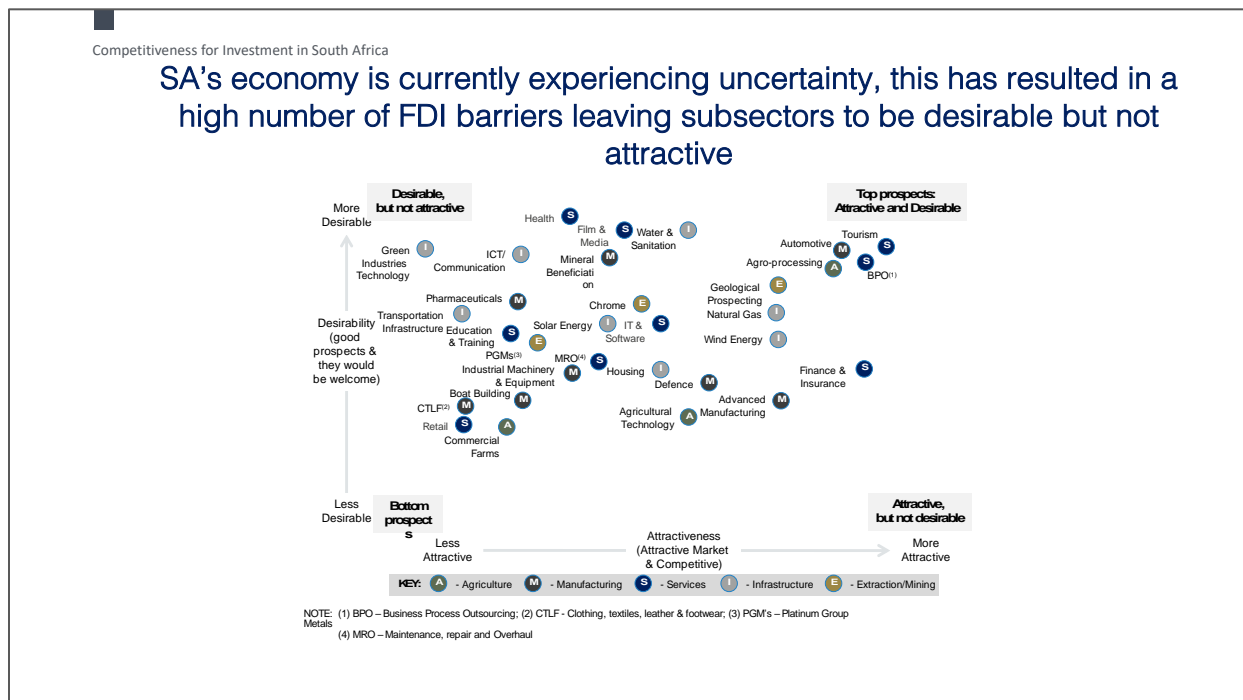 Competitiveness for Investment in South Africa
SA's economy is currently experiencing uncertainty, this has resulted in a
high number of FDI barriers leaving subsectors to be desirable but not
attractive
Desirable,
but not attractive
Top prospects:
Attractive and Desirable
More
Desirable
Health
S
Film &
Media
S
Water &
Sanitation
I
Tourism
S
Automotive
M
Green
Industries
Technology
I
ICT/
Communication
I
Mineral
Beneficiati
on
M
Agro-processing
A
S
BPO(1)
Geological
Prospecting
E
Pharmaceuticals
M
Chrome
E
Natural Gas
I
Transportation
Infrastructure
I
Education
& Training
S
Solar Energy
I
IT &
Software
S
Desirability
(good
prospects &
they would
be welcome)
PGMs(3)
E
Wind Energy
I
MRO(4)
S
Industrial Machinery
& Equipment
M
Housing
I
Defence
M
Finance &
Insurance
S
Boat Building
M
CTLF(2)
M
Advanced
Manufacturing
M
Retail
S
Agricultural
Technology
A
Commercial
Farms
A
Less
Desirable
Bottom
prospect
s
Attractive,
but not desirable
Less
Attractive
Attractiveness
(Attractive Market
& Competitive)
More
Attractive
KEY: A - Agriculture M - Manufacturing S - Services I - Infrastructure E - Extraction/Mining
NOTE: (1) BPO – Business Process Outsourcing; (2) CTLF - Clothing, textiles, leather & footwear; (3) PGM's – Platinum Group
Metals
(4) MRO – Maintenance, repair and Overhaul